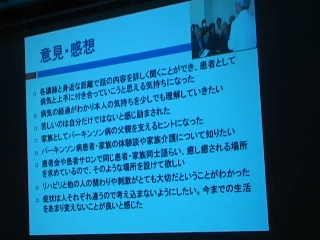 意見・感想
各講師と身近な距離で話の内容を詳しく聞くことができ、患者として
病気と上手に付き合っていこうと思える気持ちになった
病気の経過がわかり本人の気持ちを少しでも理解していきたい
苦しいのは自分だけではないと感じ励まされた
家族としてパーキンソン病の父親を支えるヒントになった
パーキンソン病患者・家族の体験談や家族介護について知りたい
患者会や患者サロンで同じ患者・家族同士語らい、癒し癒される場所
を求めているので、そのような場所を設けて欲しい
リハビリと他の人との関わりや刺激がとても大切だということがわかった
症状は人それぞれ違うので考え込まないようにしたい。今までの生活
をあまり変えないことが良いと感じた